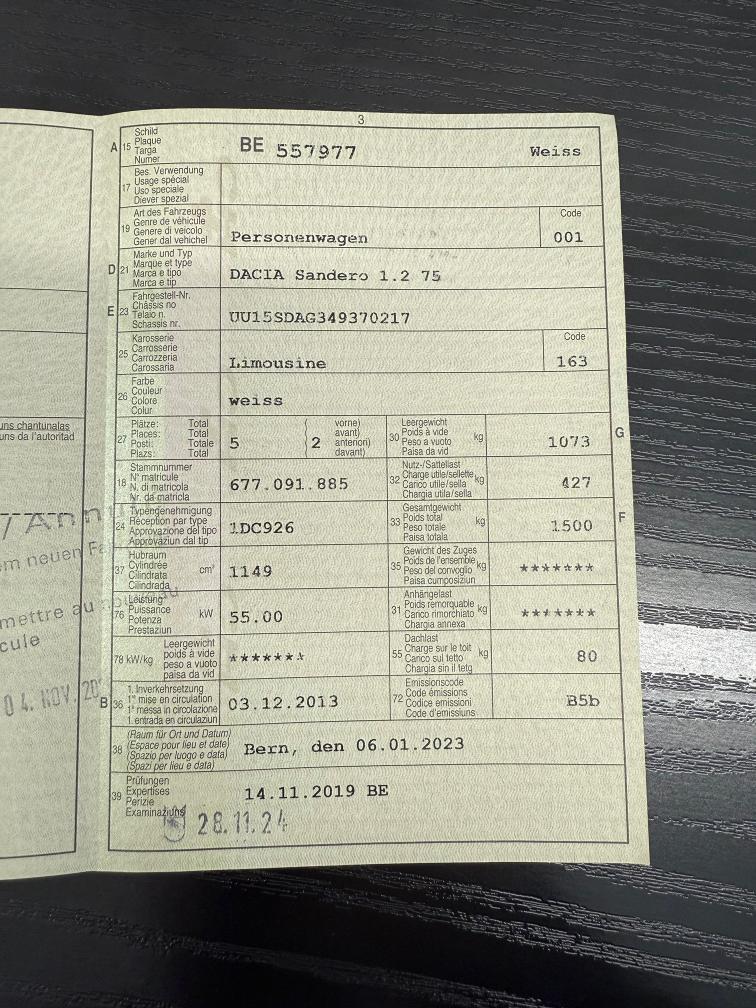 3
A 15 Schild
Plaque
Targa
Numer
BE 557977 Weiss
17 Bes. Verwendung
Usage spécial
Uso speciale
Diever spezial
19 Art des Fahrzeugs
Genre de véhicule
Genere di veicolo
Gener dal vehichel
Personenwagen
Code
001
D 21 Marke und Typ
Marque et type
Marca e tipo
Marca e tip
DACIA Sandero 1.2 75
E 23 Fahrgestell-Nr.
Châssis no
Telaio n.
Schassis nr.
UU15SDAG349370217
25 Karosserie
Carrosserie
Carrozzeria
Carossaria
Limousine
Code
163
26 Farbe
Couleur
Colore
Colur
weiss
27 Plätze: Total
Places: Total
Posti: Totale
Plazs: Total
5
( vorne)
avant)
anteriori)
davant)
2
30 Leergewicht
Poids à vide
Peso a vuoto
Paisa da vid
kg
1073
G
18 Stammnummer
N° matricule
N. di matricola
Nr. da matricla
677.091.885
32 Nutz-/Sattellast
Charge utile/sellette
Carico utile/sella
Chargia utila/sella
kg
427
24 Typengenehmigung
Réception par type
Approvazione del tipo
Approvaziun dal tip
1DC926
33 Gesamtgewicht
Poids total
Peso totale
Paisa totala
kg
1500
F
37 Hubraum
Cylindrée
Cilindrata
Cilindrada
cm³
1149
35 Gewicht des Zuges
Poids de l'ensemble
Peso del convoglio
Paisa cumposiziun
kg
*******
76 Leistung
Puissance
Potenza
Prestaziun
kW
55.00
31 Anhängelast
Poids remorquable
Carico rimorchiato
Chargia annexa
kg
*******
78 kW/kg Leergewicht
poids à vide
peso a vuoto
paisa da vid
*******
55 Dachlast
Charge sur le toit
Carico sul tetto
Chargia sin il tetg
kg
80
B 36 1. Inverkehrsetzung
1re mise en circulation
1a messa in circolazione
1. entrada en circulaziun
03.12.2013
72 Emissionscode
Code émissions
Codice emissioni
Code d'emissiuns
B5b
38 (Raum für Ort und Datum)
(Espace pour lieu et date)
(Spazio per luogo e data)
(Spazi per lieu e data)
Bern, den 06.01.2023
39 Prüfungen
Expertises
Perizie
Examinaziuns
14.11.2019 BE
28.11.24
uns chantunalas
uns da l'autoritad
/ Ann
em neuen Fa
mettre au nouveau
cule
04. NOV. 20